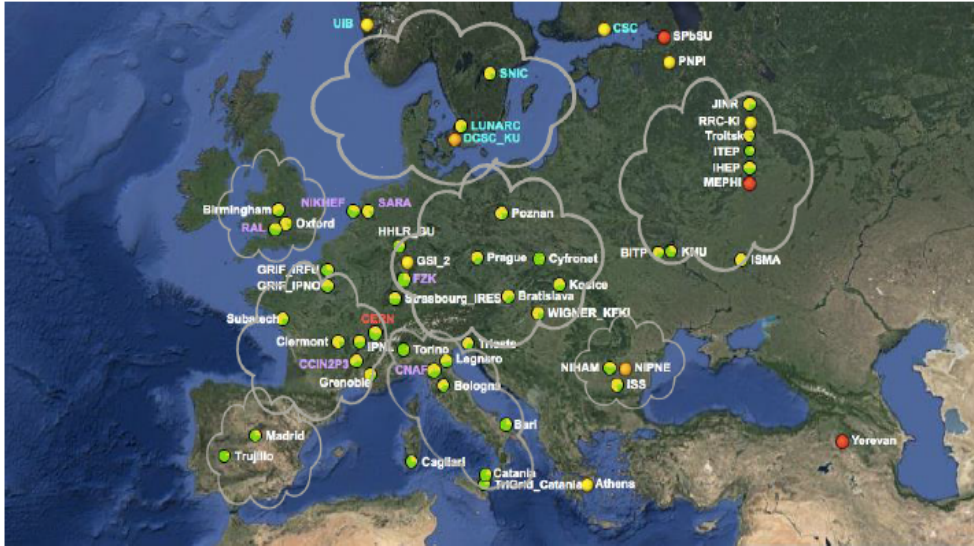 UIB
CSC
SPbSU
PNPI
SNIC
JINR
RRC-KI
Troitsk
ITEP
IHEP
MEPHI
LUNARC
DCSC_KU
Birmingham
NIKHEF
SARA
Oxford
RAL
Poznan
HHLR_GU
GSI_2
Prague
Cyfronet
BITP
KNU
ISMA
GRIF_IRFU
FZK
GRIF_IPNO
Kosice
Strasbourg_IRES
Bratislava
WIGNER_KFKI
Subatech
CERN
Clermont
IPNL
Torino
Trieste
CCIN2P3
Legnaro
CNAF
Grenoble
Bologna
NIHAM
NIPNE
ISS
Bari
Madrid
Trujillo
Cagliari
Catania
TriGrid_Catania
Athens
Yerevan